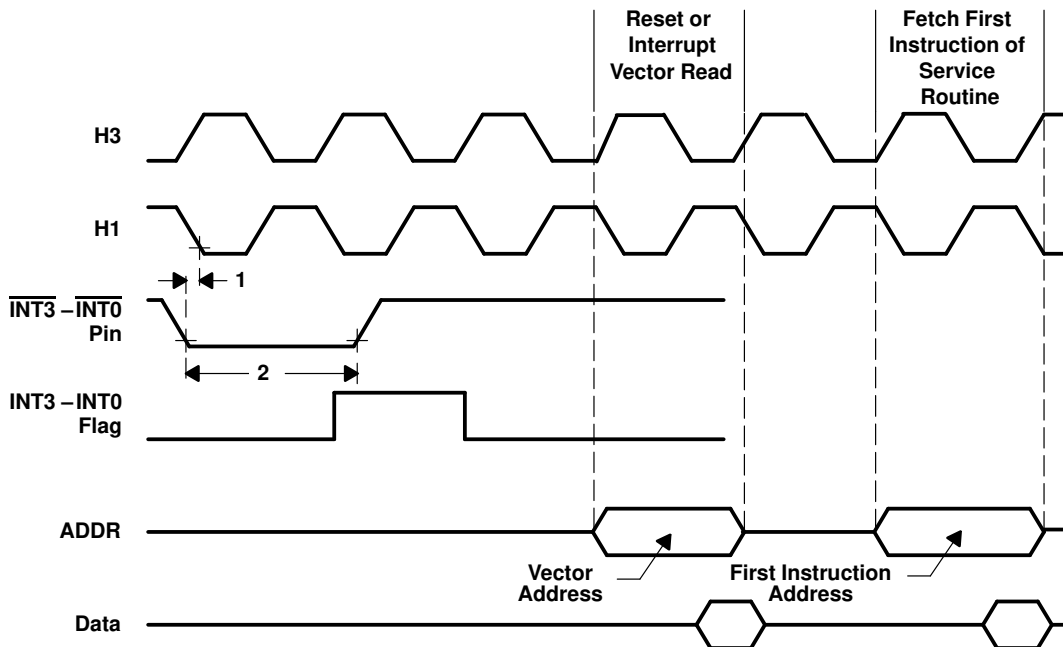 Reset or
Interrupt
Vector Read
Fetch First
Instruction of
Service
Routine
H3
H1
1
INT3 – INT0
Pin
2
INT3 – INT0
Flag
ADDR
Vector
Address
First Instruction
Address
Data